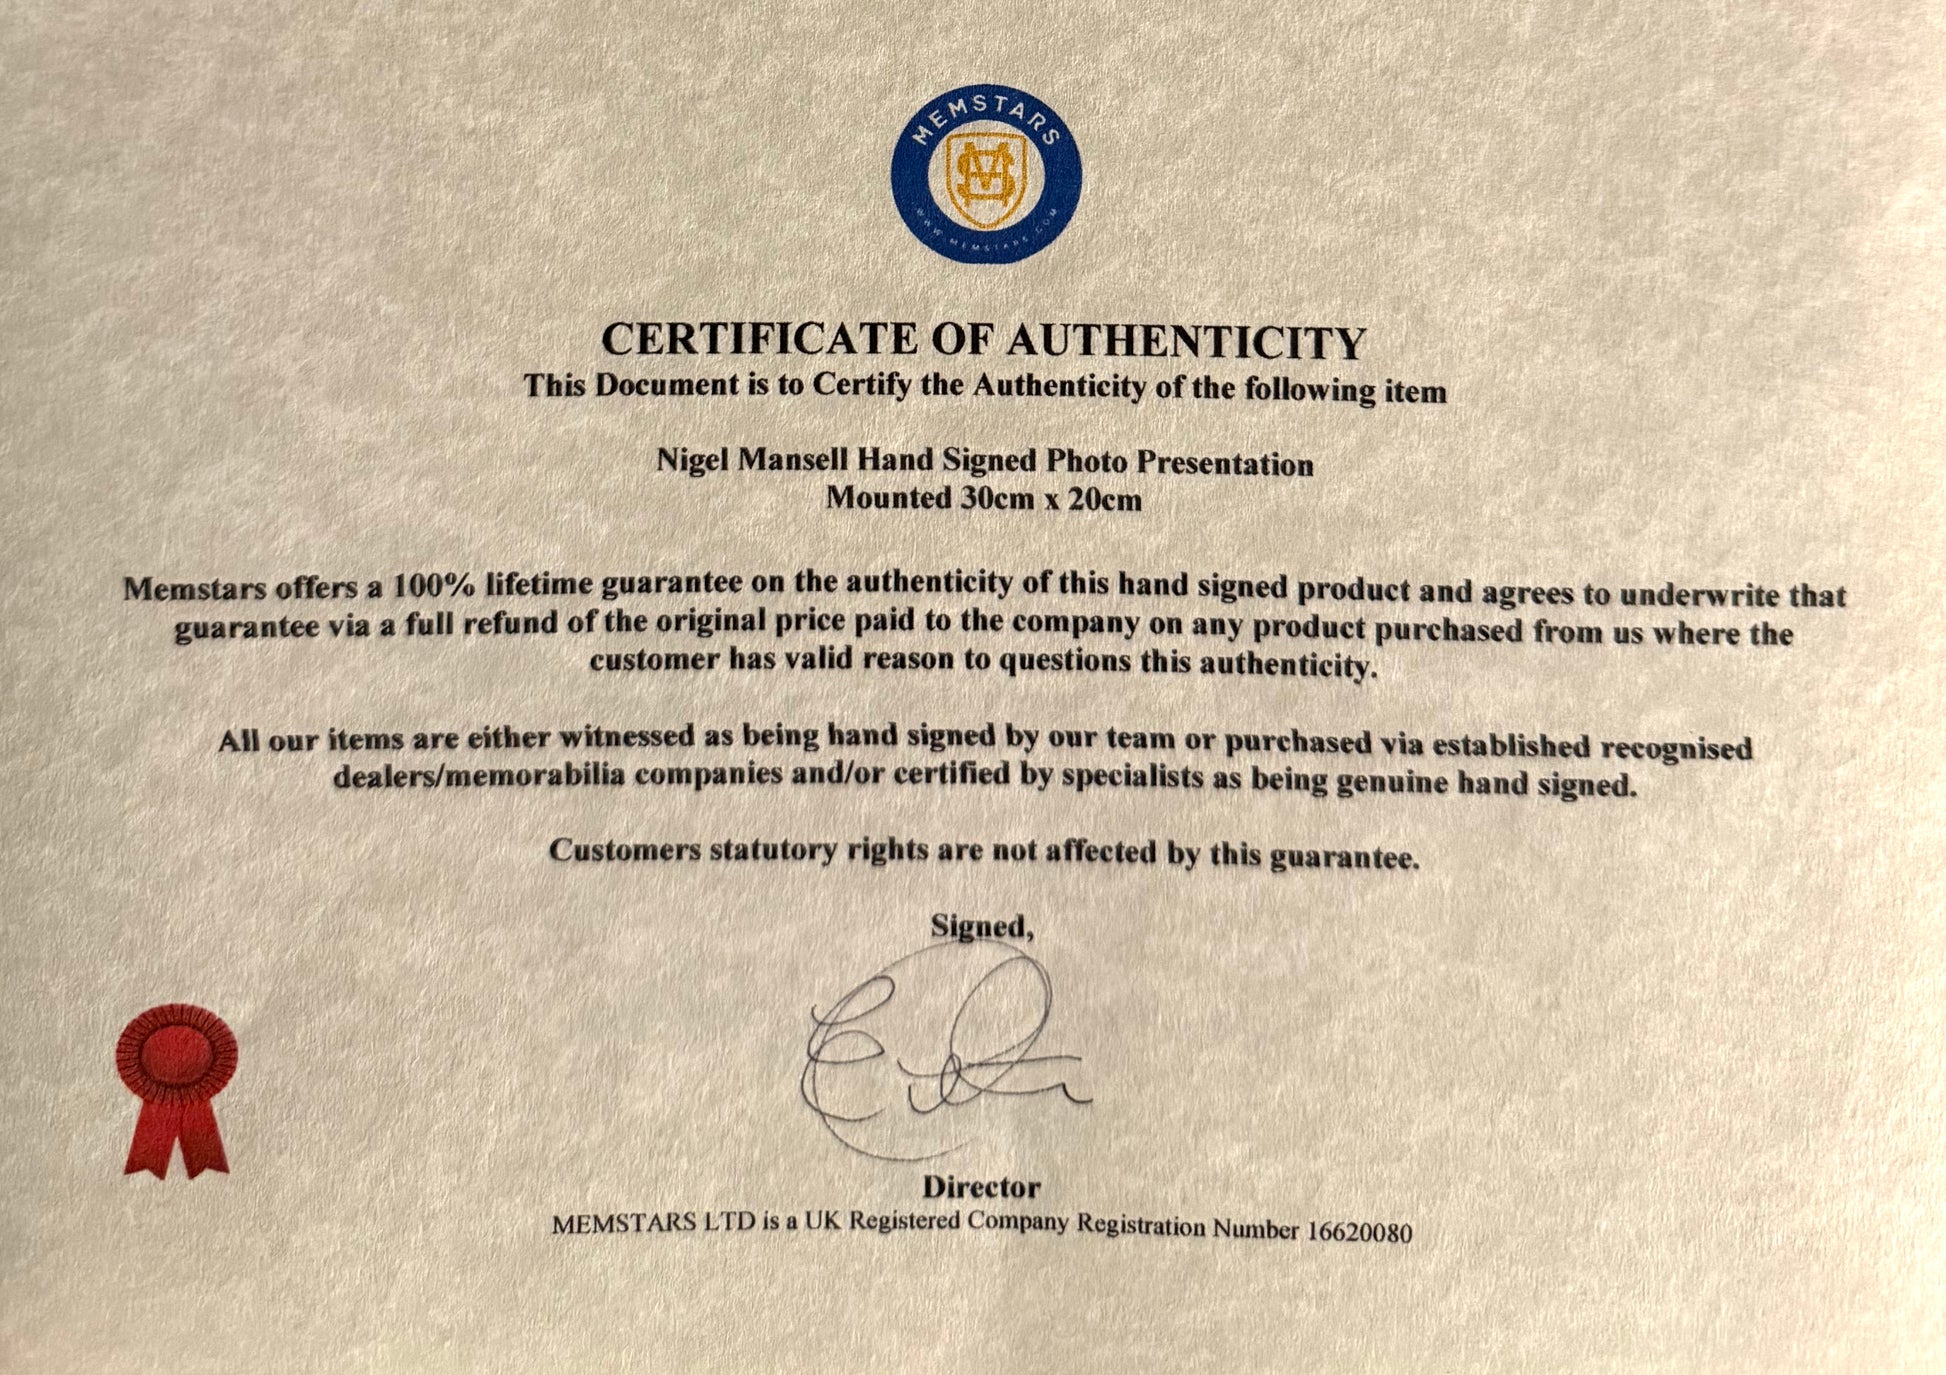 MEMSTARS
WWW.MEMSTARS.COM
CERTIFICATE OF AUTHENTICITY
This Document is to Certify the Authenticity of the following item
Nigel Mansell Hand Signed Photo Presentation
Mounted 30cm x 20cm
Memstars offers a 100% lifetime guarantee on the authenticity of this hand signed product and agrees to underwrite that
guarantee via a full refund of the original price paid to the company on any product purchased from us where the
customer has valid reason to questions this authenticity.
All our items are either witnessed as being hand signed by our team or purchased via established recognised
dealers/memorabilia companies and/or certified by specialists as being genuine hand signed.
Customers statutory rights are not affected by this guarantee.
Signed,
Director
MEMSTARS LTD is a UK Registered Company Registration Number 16620080